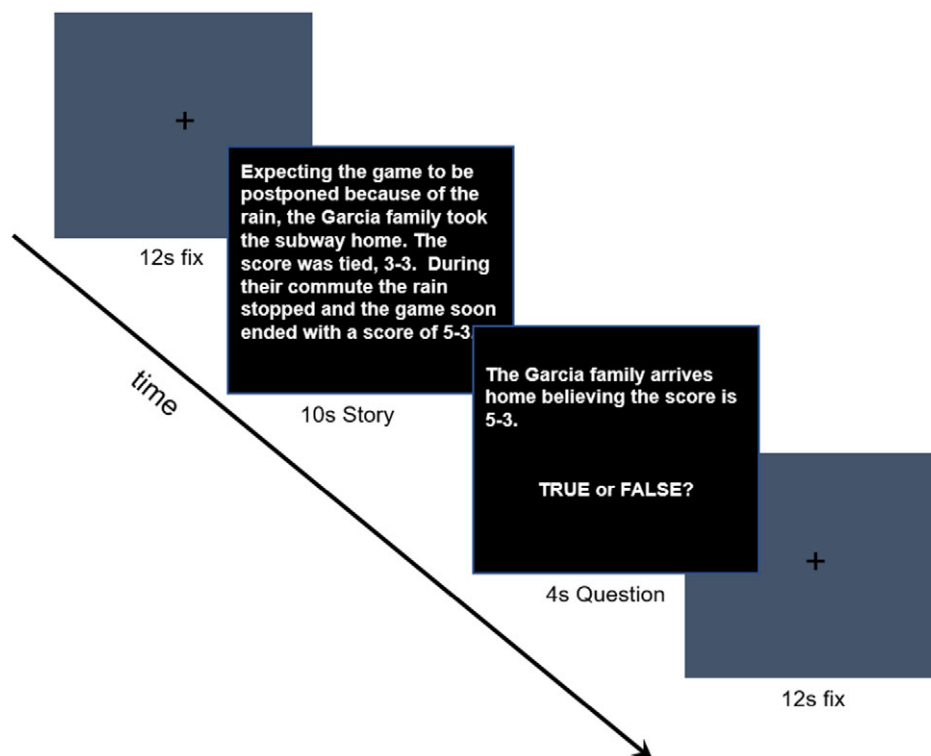 +
12s fix
Expecting the game to be
postponed because of the
rain, the Garcia family took
the subway home. The
score was tied, 3-3.  During
their commute the rain
stopped and the game soon
ended with a score of 5-3.
10s Story
time
The Garcia family arrives
home believing the score is
5-3.
TRUE or FALSE?
4s Question
+
12s fix